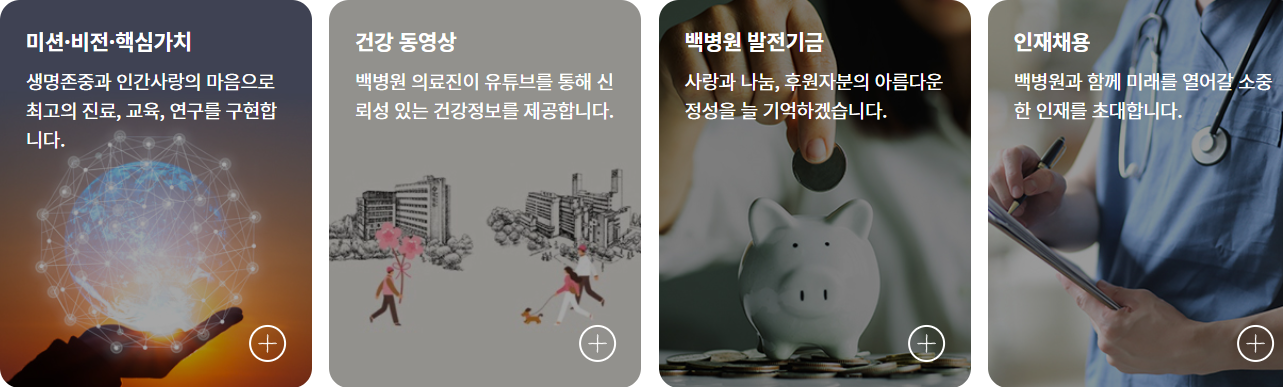 미션·비전·핵심가치
생명존중과 인간사랑의 마음으로
최고의 진료, 교육, 연구를 구현합
니다.
건강 동영상
백병원 의료진이 유튜브를 통해 신
뢰성 있는 건강정보를 제공합니다.
백병원 발전기금
사랑과 나눔, 후원자분의 아름다운
정성을 늘 기억하겠습니다.
인재채용
백병원과 함께 미래를 열어갈 소중
한 인재를 초대합니다.